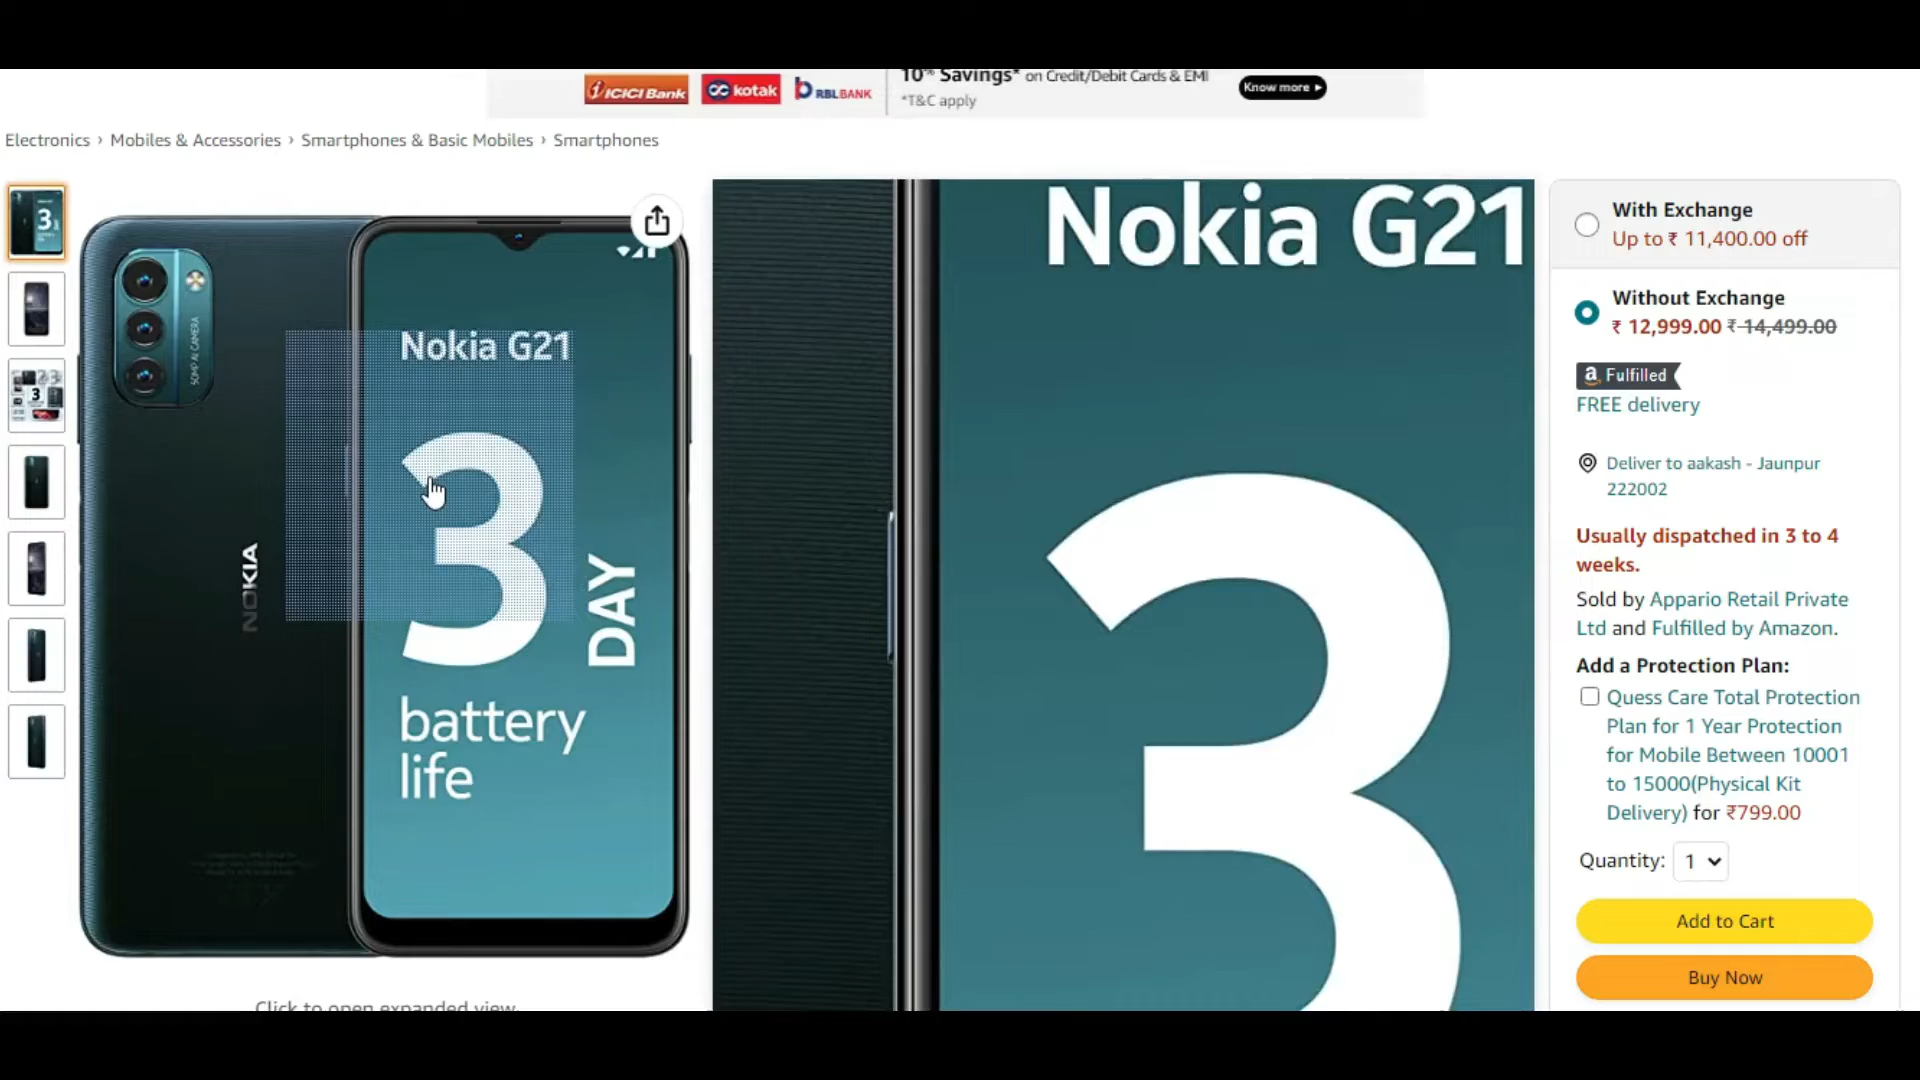 ICICI Bank kotak RBLBANK 10% Savings* on Credit/Debit Cards & EMI
*T&C apply
Know more ▸
Electronics › Mobiles & Accessories › Smartphones & Basic Mobiles › Smartphones
Nokia G21
3
DAY
battery
life
50MP AI CAMERA
NOKIA
Click to open expanded view
Nokia G21
3
With Exchange
Up to ₹ 11,400.00 off
Without Exchange
₹ 12,999.00 ₹ 14,499.00
a Fulfilled
FREE delivery
Deliver to aakash - Jaunpur
222002
Usually dispatched in 3 to 4
weeks.
Sold by Appario Retail Private
Ltd and Fulfilled by Amazon.
Add a Protection Plan:
Quess Care Total Protection
Plan for 1 Year Protection
for Mobile Between 10001
to 15000(Physical Kit
Delivery) for ₹799.00
Quantity: 1
Add to Cart
Buy Now